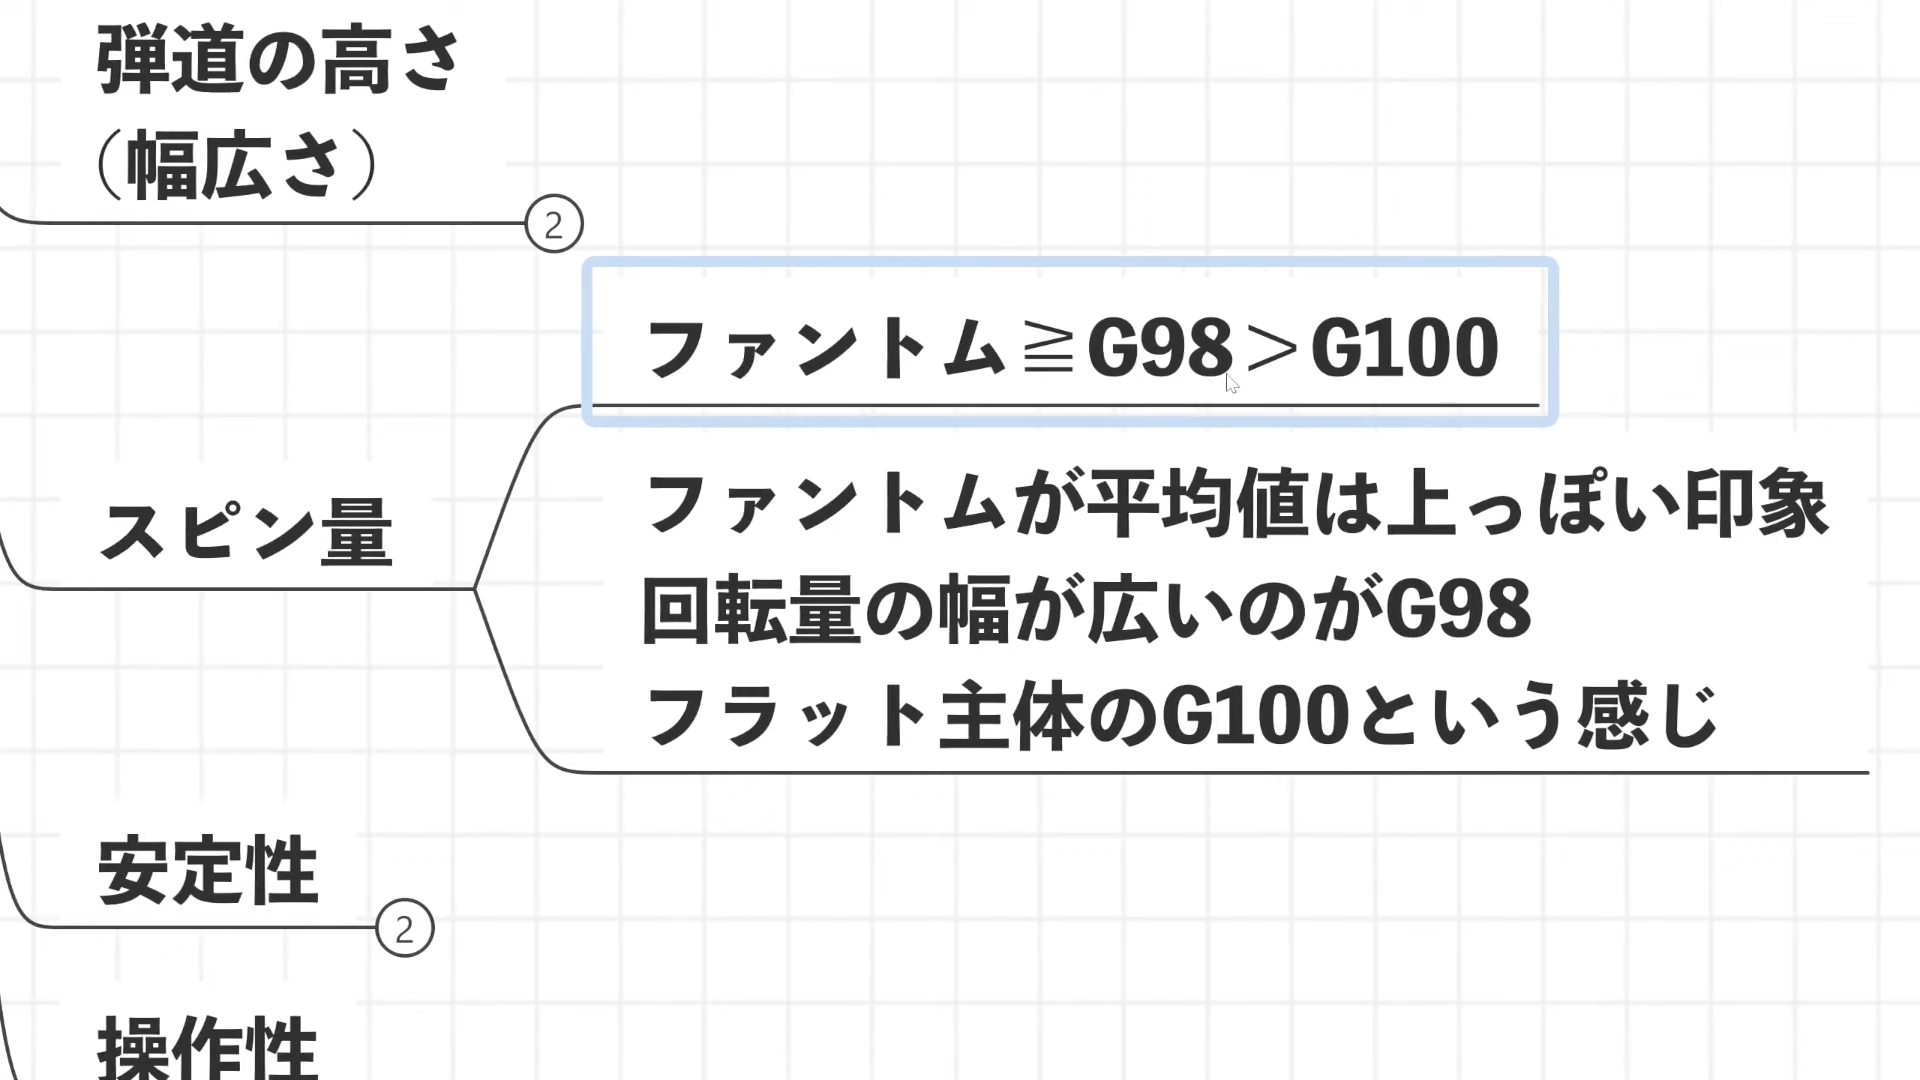 弾道の高さ
（幅広さ）
2
ファントム≧G98＞G100
スピン量
ファントムが平均値は上っぽい印象
回転量の幅が広いのがG98
フラット主体のG100という感じ
安定性
2
操作性